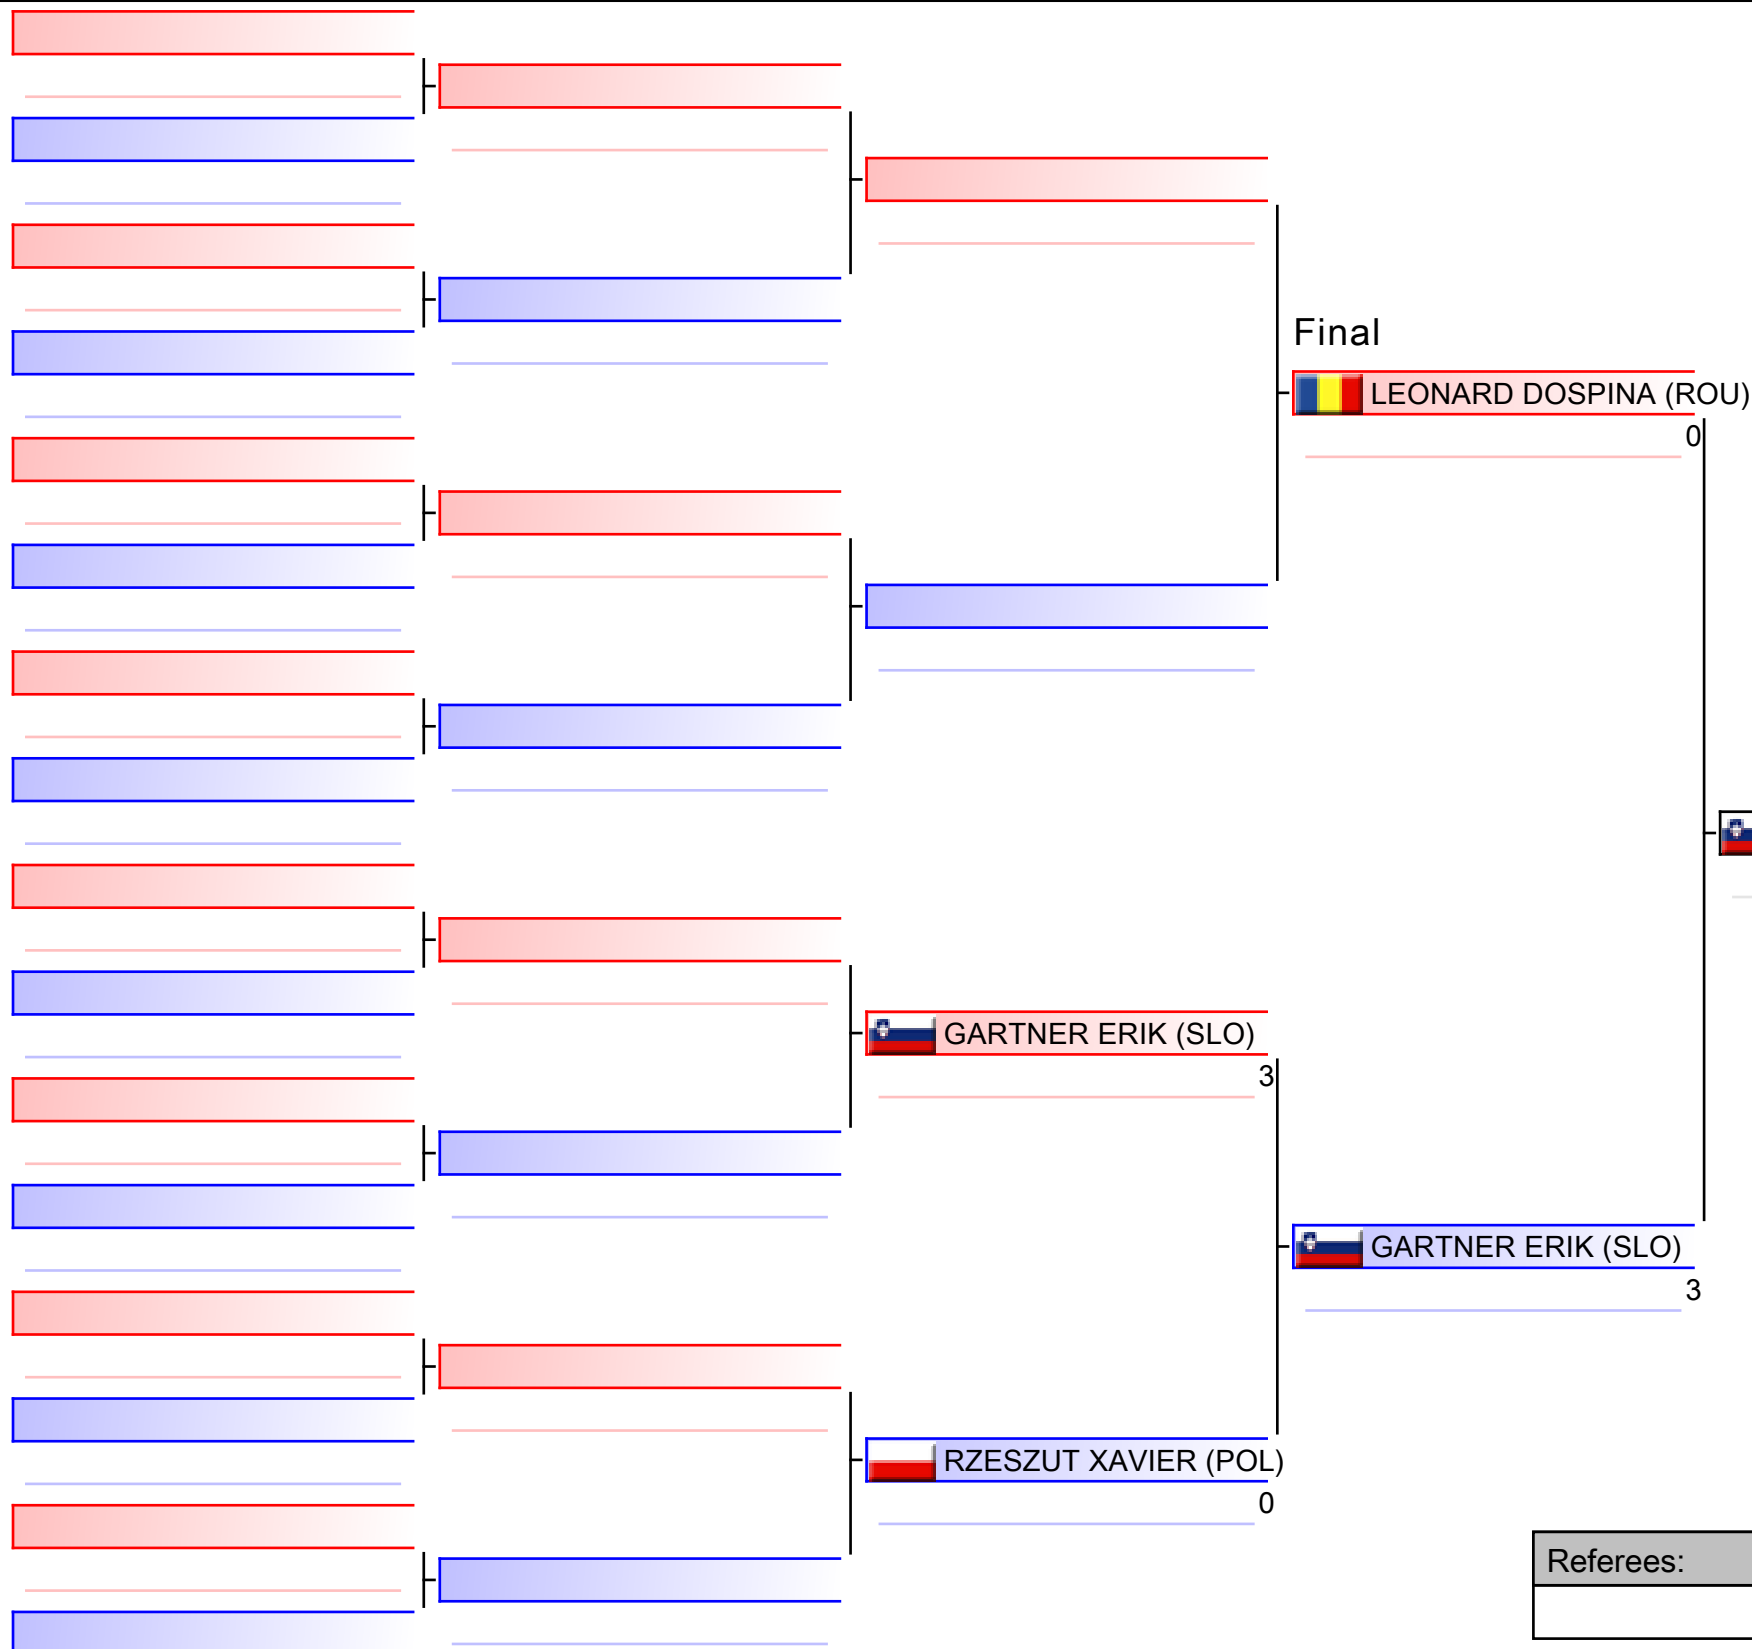 Final
LEONARD DOSPINA (ROU)
0
GARTNER ERIK (SLO)
3
GARTNER ERIK (SLO)
3
RZESZUT XAVIER (POL)
0
Referees: